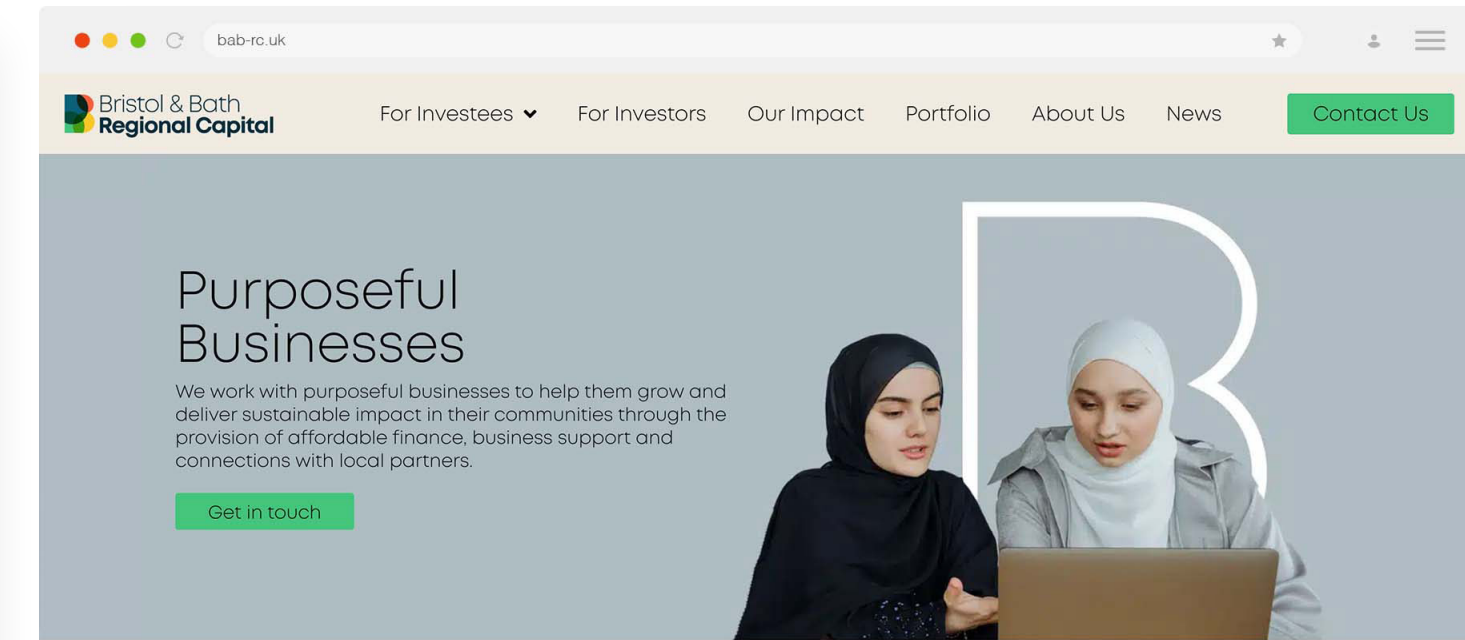 bab-rc.uk
Bristol & Bath
Regional Capital
For Investees
For Investors
Our Impact
Portfolio
About Us
News
Contact Us
Purposeful
Businesses
We work with purposeful businesses to help them grow and
deliver sustainable impact in their communities through the
provision of affordable finance, business support and
connections with local partners.
Get in touch
B